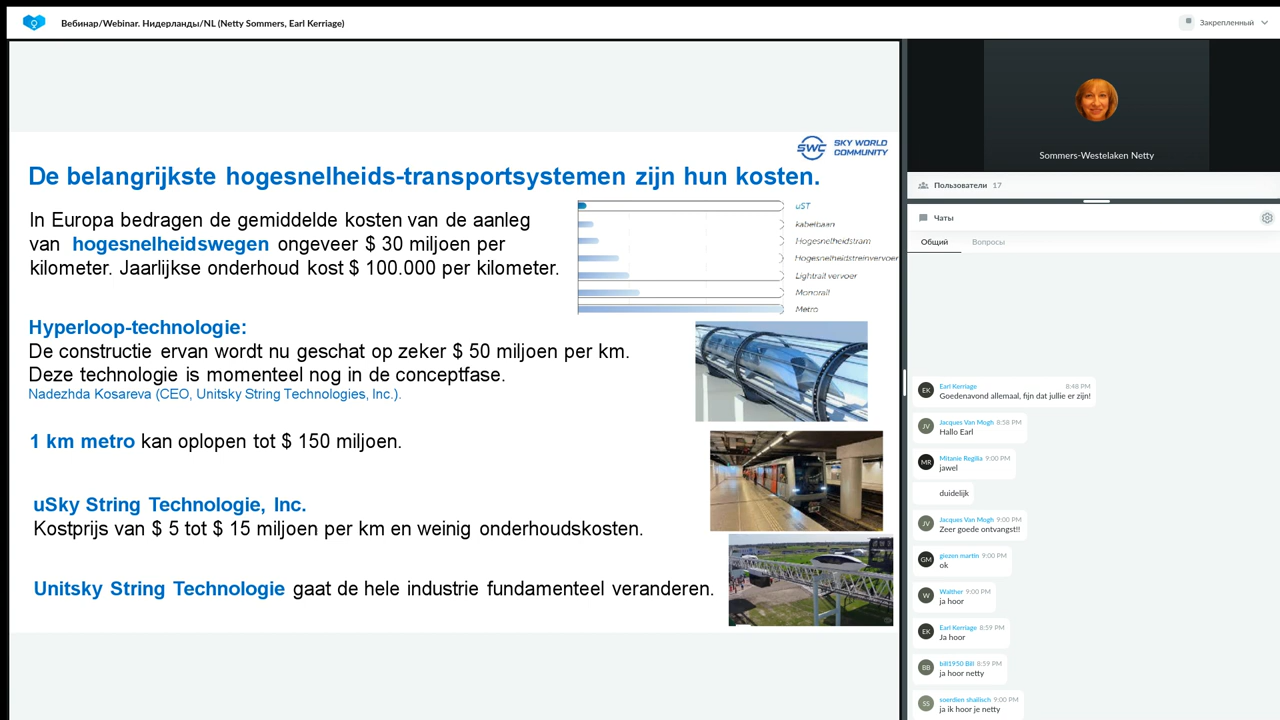 Вебинар/Webinar. Нидерланды/NL (Netty Sommers, Earl Kerriage)
Закрепленный
SWC SKY WORLD
COMMUNITY
De belangrijkste hogesnelheids-transportsystemen zijn hun kosten.
In Europa bedragen de gemiddelde kosten van de aanleg
van hogesnelheidswegen ongeveer $ 30 miljoen per
kilometer. Jaarlijkse onderhoud kost $ 100.000 per kilometer.
uST
kabelbaan
Hogesnelheidstram
Hogesnelheidstreinvervoer
Lightrail vervoer
Monorail
Metro
Hyperloop-technologie:
De constructie ervan wordt nu geschat op zeker $ 50 miljoen per km.
Deze technologie is momenteel nog in de conceptfase.
Nadezhda Kosareva (CEO, Unitsky String Technologies, Inc.).
1 km metro kan oplopen tot $ 150 miljoen.
uSky String Technologie, Inc.
Kostprijs van $ 5 tot $ 15 miljoen per km en weinig onderhoudskosten.
Unitsky String Technologie gaat de hele industrie fundamenteel veranderen.
Sommers-Westelaken Netty
Пользователи 17
Чаты
Общий Вопросы
EK Earl Kerriage 8:48 PM
Goedenavond allemaal, fijn dat jullie er zijn!
JV Jacques Van Mogh 8:58 PM
Hallo Earl
MR Mitanie Regilia 9:00 PM
jawel
duidelijk
JV Jacques Van Mogh 9:00 PM
Zeer goede ontvangst!!
GM giezen martin 9:00 PM
ok
W Walther 9:00 PM
ja hoor
EK Earl Kerriage 8:59 PM
Ja hoor
BB bill1950 Bill 8:59 PM
ja hoor netty
SS soerdien shailisch 9:00 PM
ja ik hoor je netty